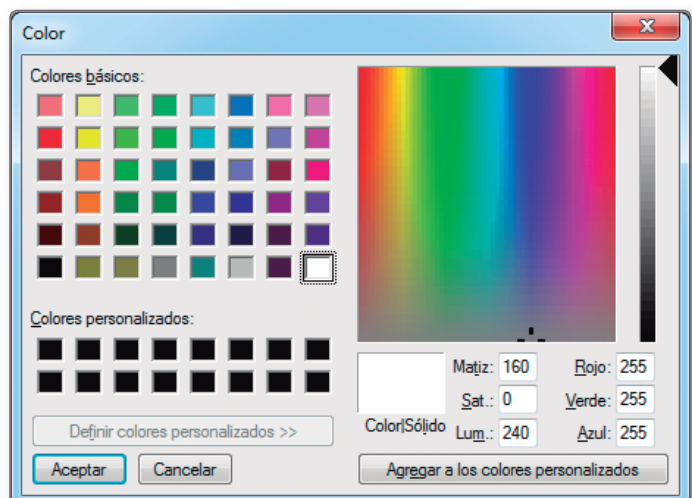 Color
Colores básicos:
Colores personalizados:
Definir colores personalizados >>
Aceptar
Cancelar
Color|Sólido
Matiz: 160
Sat.: 0
Lum.: 240
Rojo: 255
Verde: 255
Azul: 255
Agregar a los colores personalizados